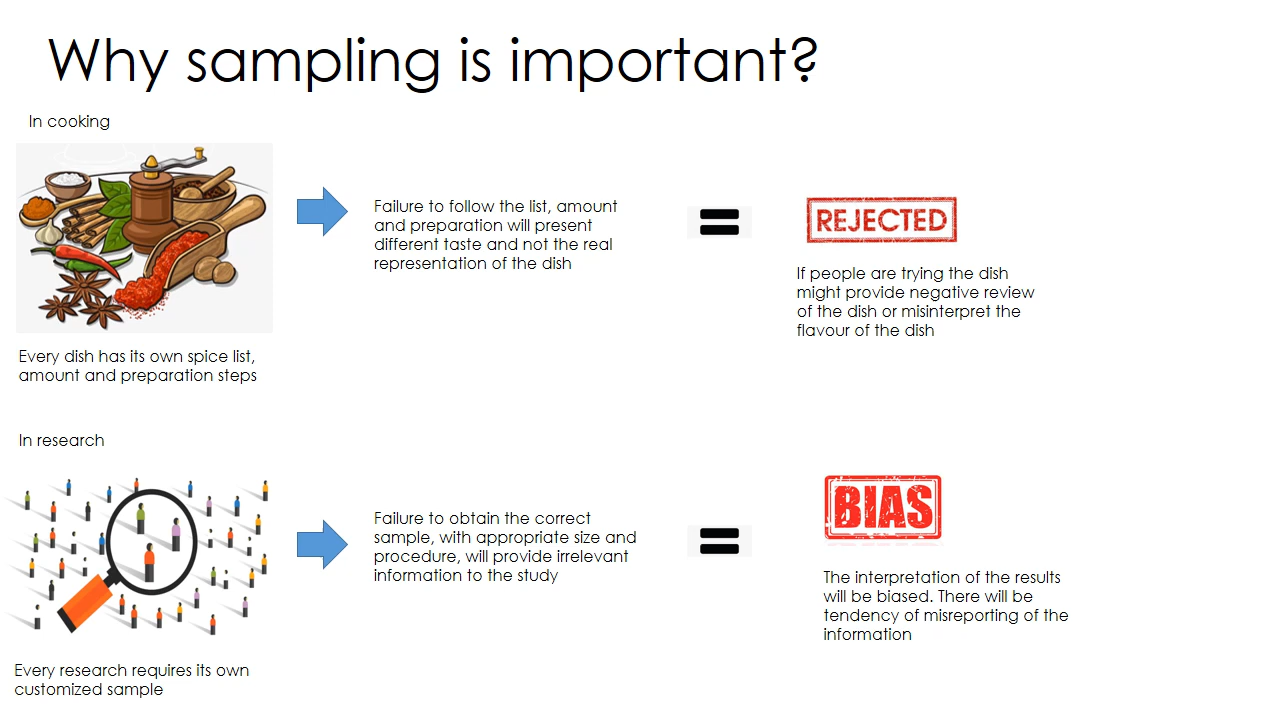 Why sampling is important?
In cooking
Failure to follow the list, amount
and preparation will present
different taste and not the real
representation of the dish
REJECTED
If people are trying the dish
might provide negative review
of the dish or misinterpret the
flavour of the dish
Every dish has its own spice list,
amount and preparation steps
In research
Failure to obtain the correct
sample, with appropriate size and
procedure, will provide irrelevant
information to the study
BIAS
The interpretation of the results
will be biased. There will be
tendency of misreporting of the
information
Every research requires its own
customized sample